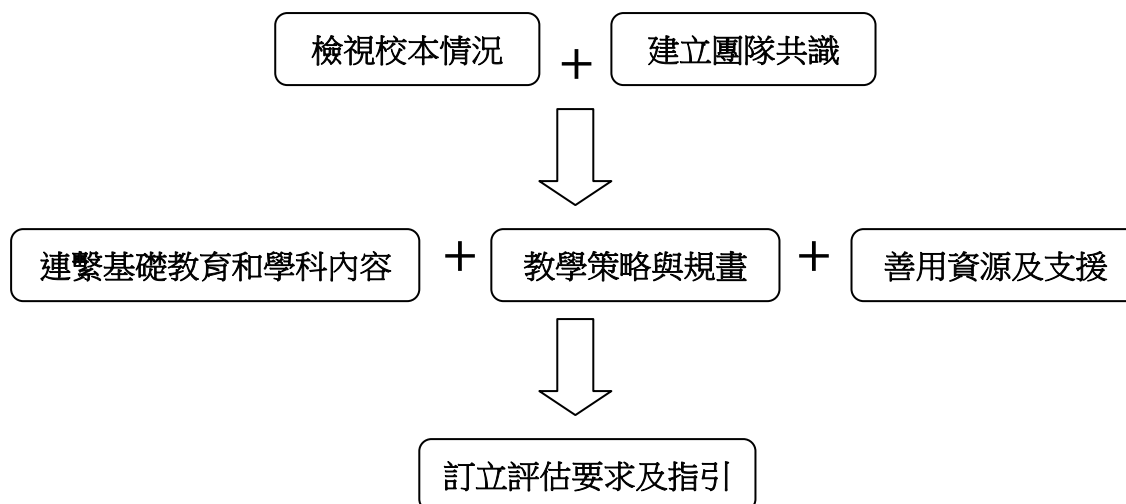 檢視校本情況 + 建立團隊共識
連繫基礎教育和學科內容 + 教學策略與規畫 + 善用資源及支援
訂立評估要求及指引